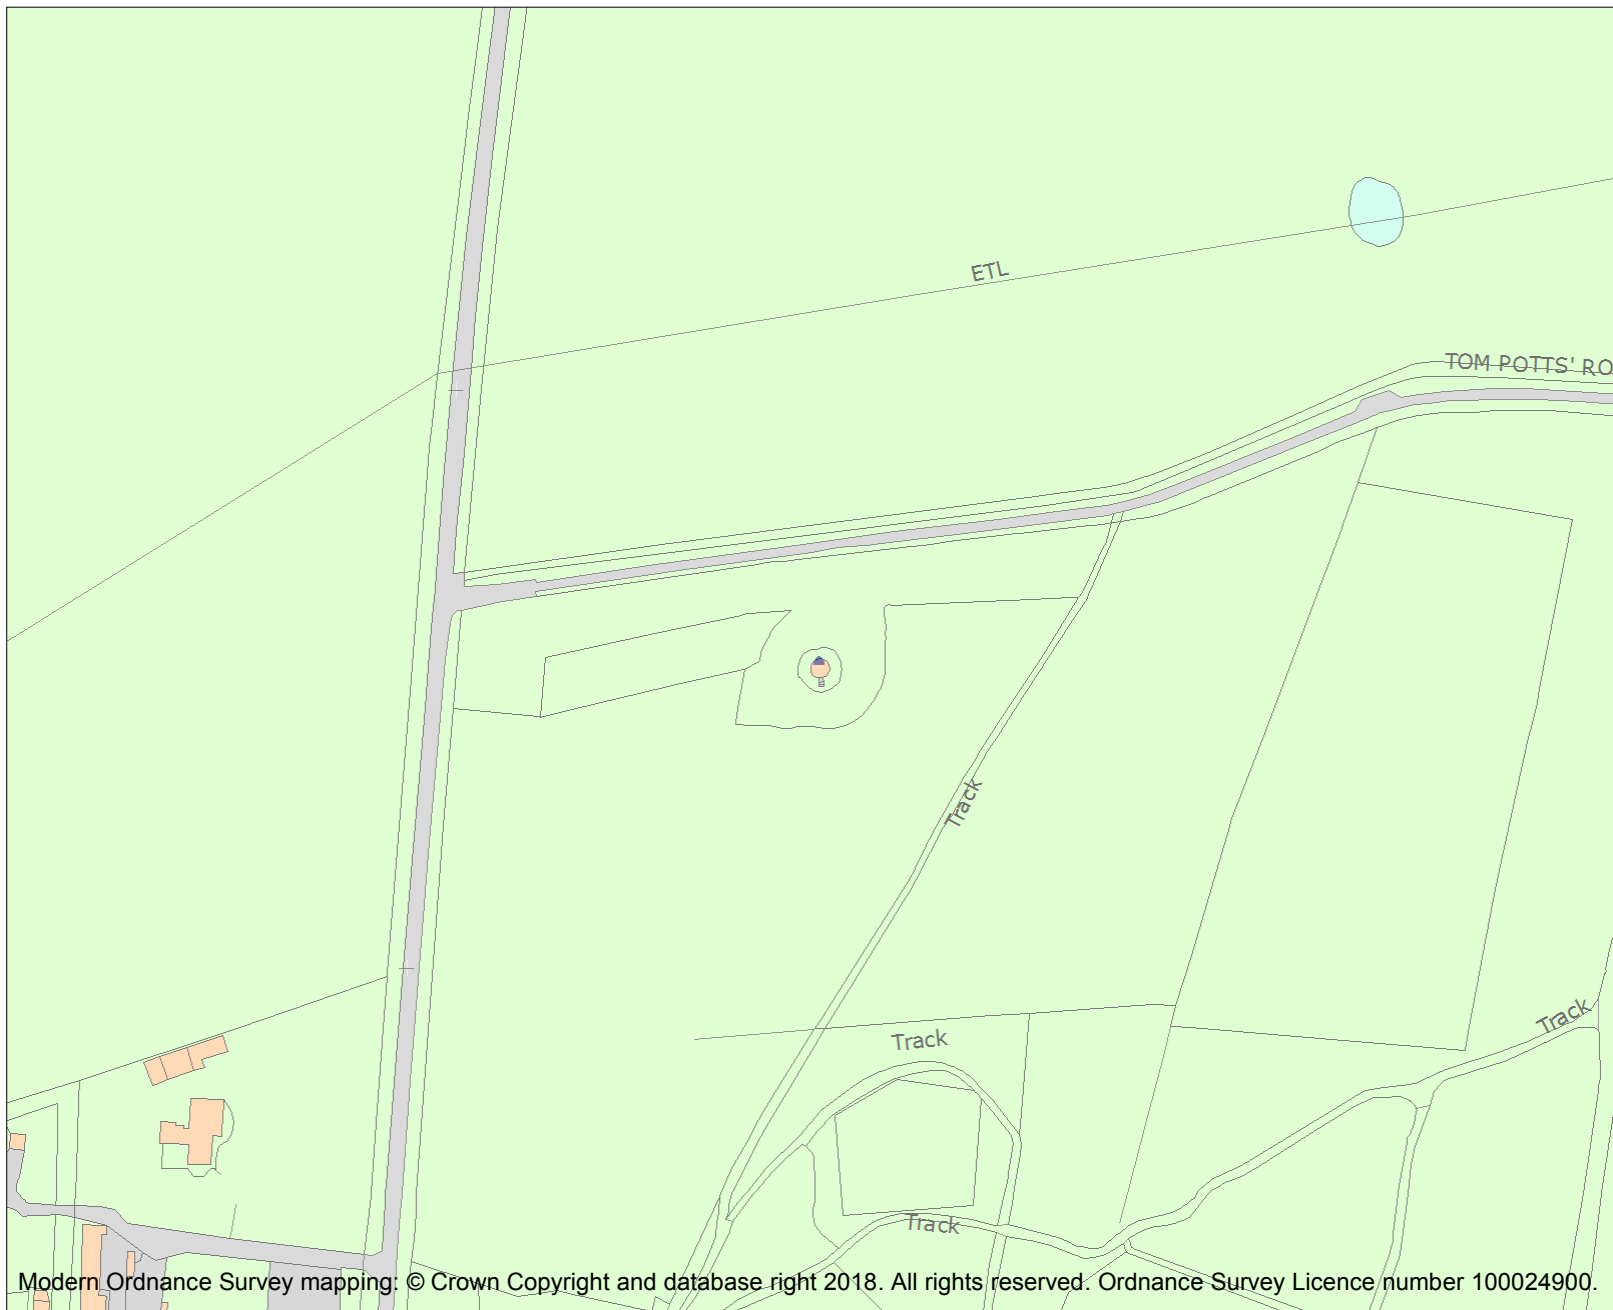 ETL
TOM POTTS' RO
Track
Track
Track
Track
Modern Ordnance Survey mapping: © Crown Copyright and database right 2018. All rights reserved. Ordnance Survey Licence number 100024900.